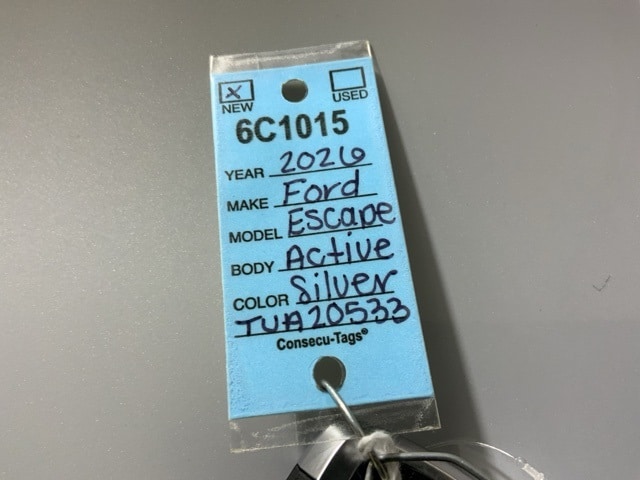 X
NEW USED
6C1015
YEAR 2026
MAKE Ford
MODEL Escape
BODY Active
COLOR Silver
TUA20533
Consecu-Tags®